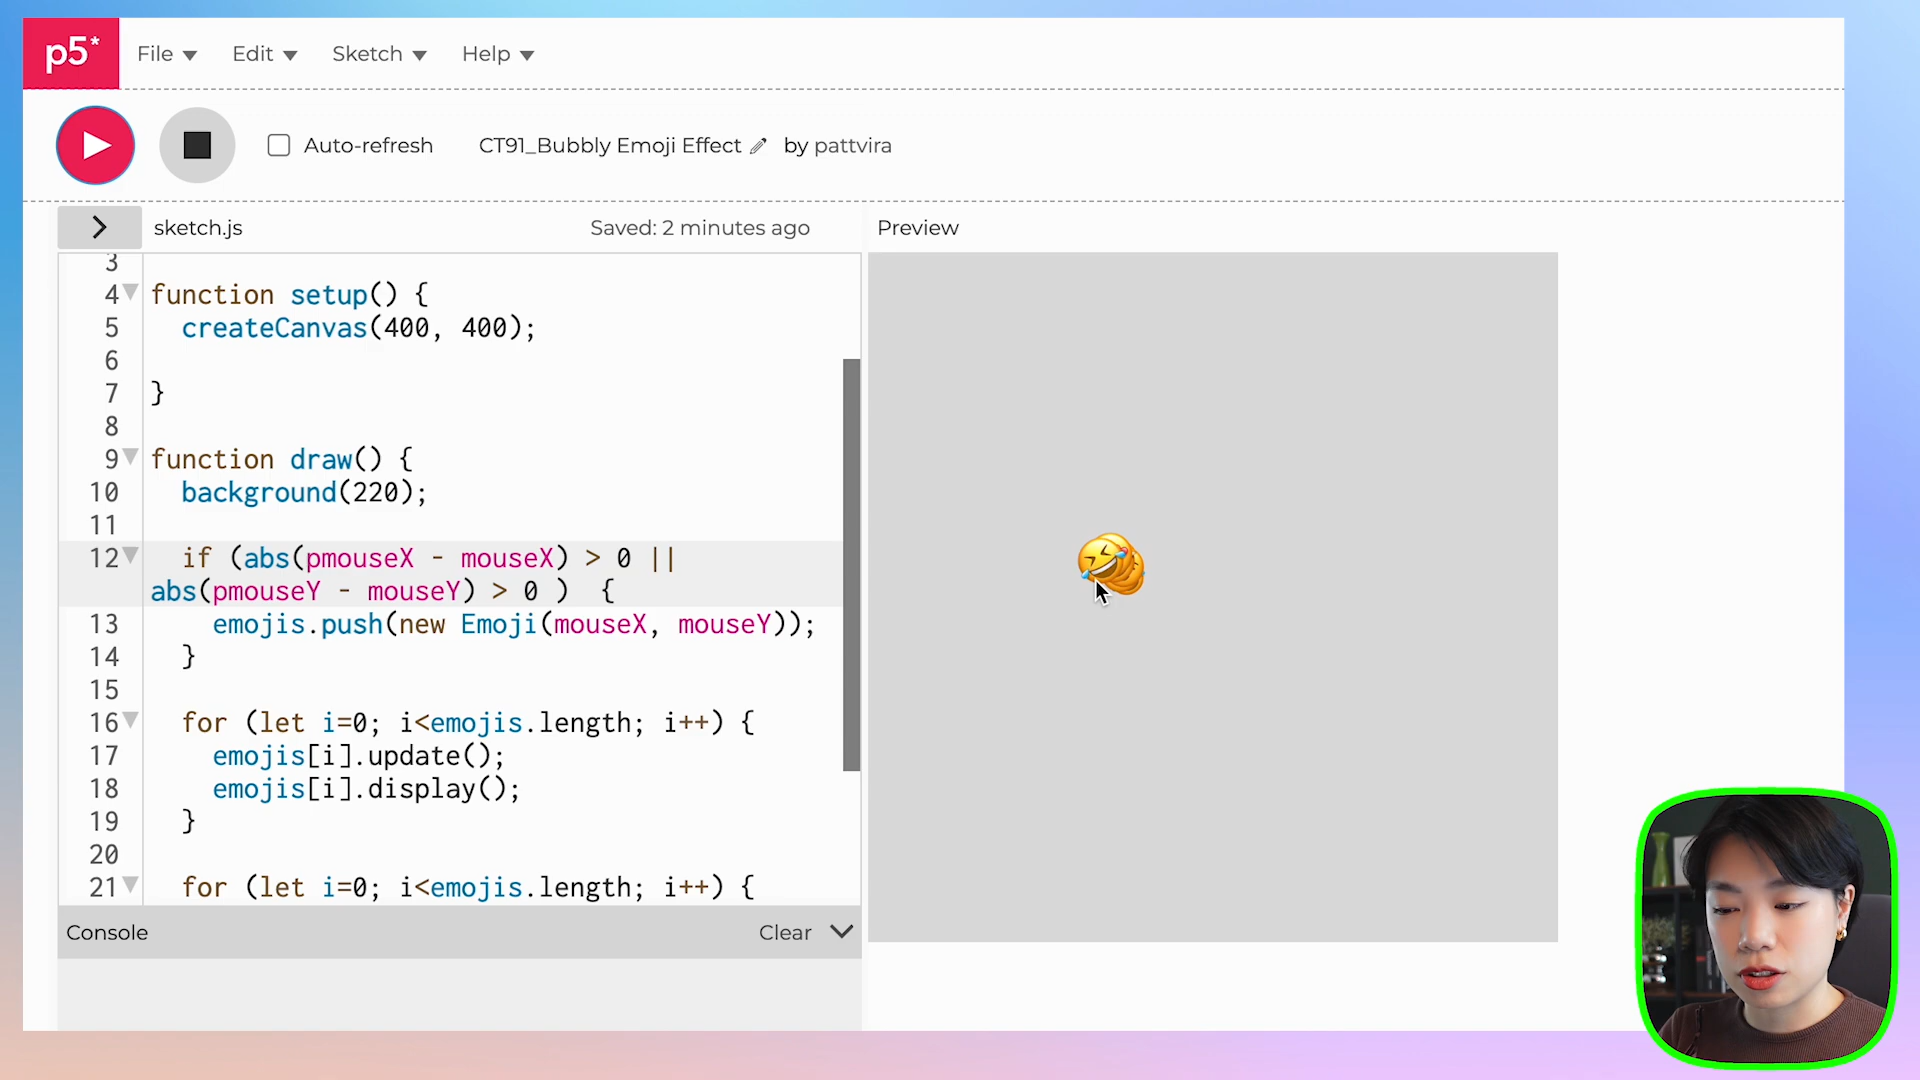 p5*
File Edit Sketch Help
Auto-refresh CT91_Bubbly Emoji Effect by pattvira
sketch.js Saved: 2 minutes ago Preview
3
4 function setup() {
5 createCanvas(400, 400);
6
7 }
8
9 function draw() {
10 background(220);
11
12 if (abs(pmouseX - mouseX) > 0 ||
abs(pmouseY - mouseY) > 0 ) {
13 emojis.push(new Emoji(mouseX, mouseY));
14 }
15
16 for (let i=0; i<emojis.length; i++) {
17 emojis[i].update();
18 emojis[i].display();
19 }
20
21 for (let i=0; i<emojis.length; i++) {
Console Clear